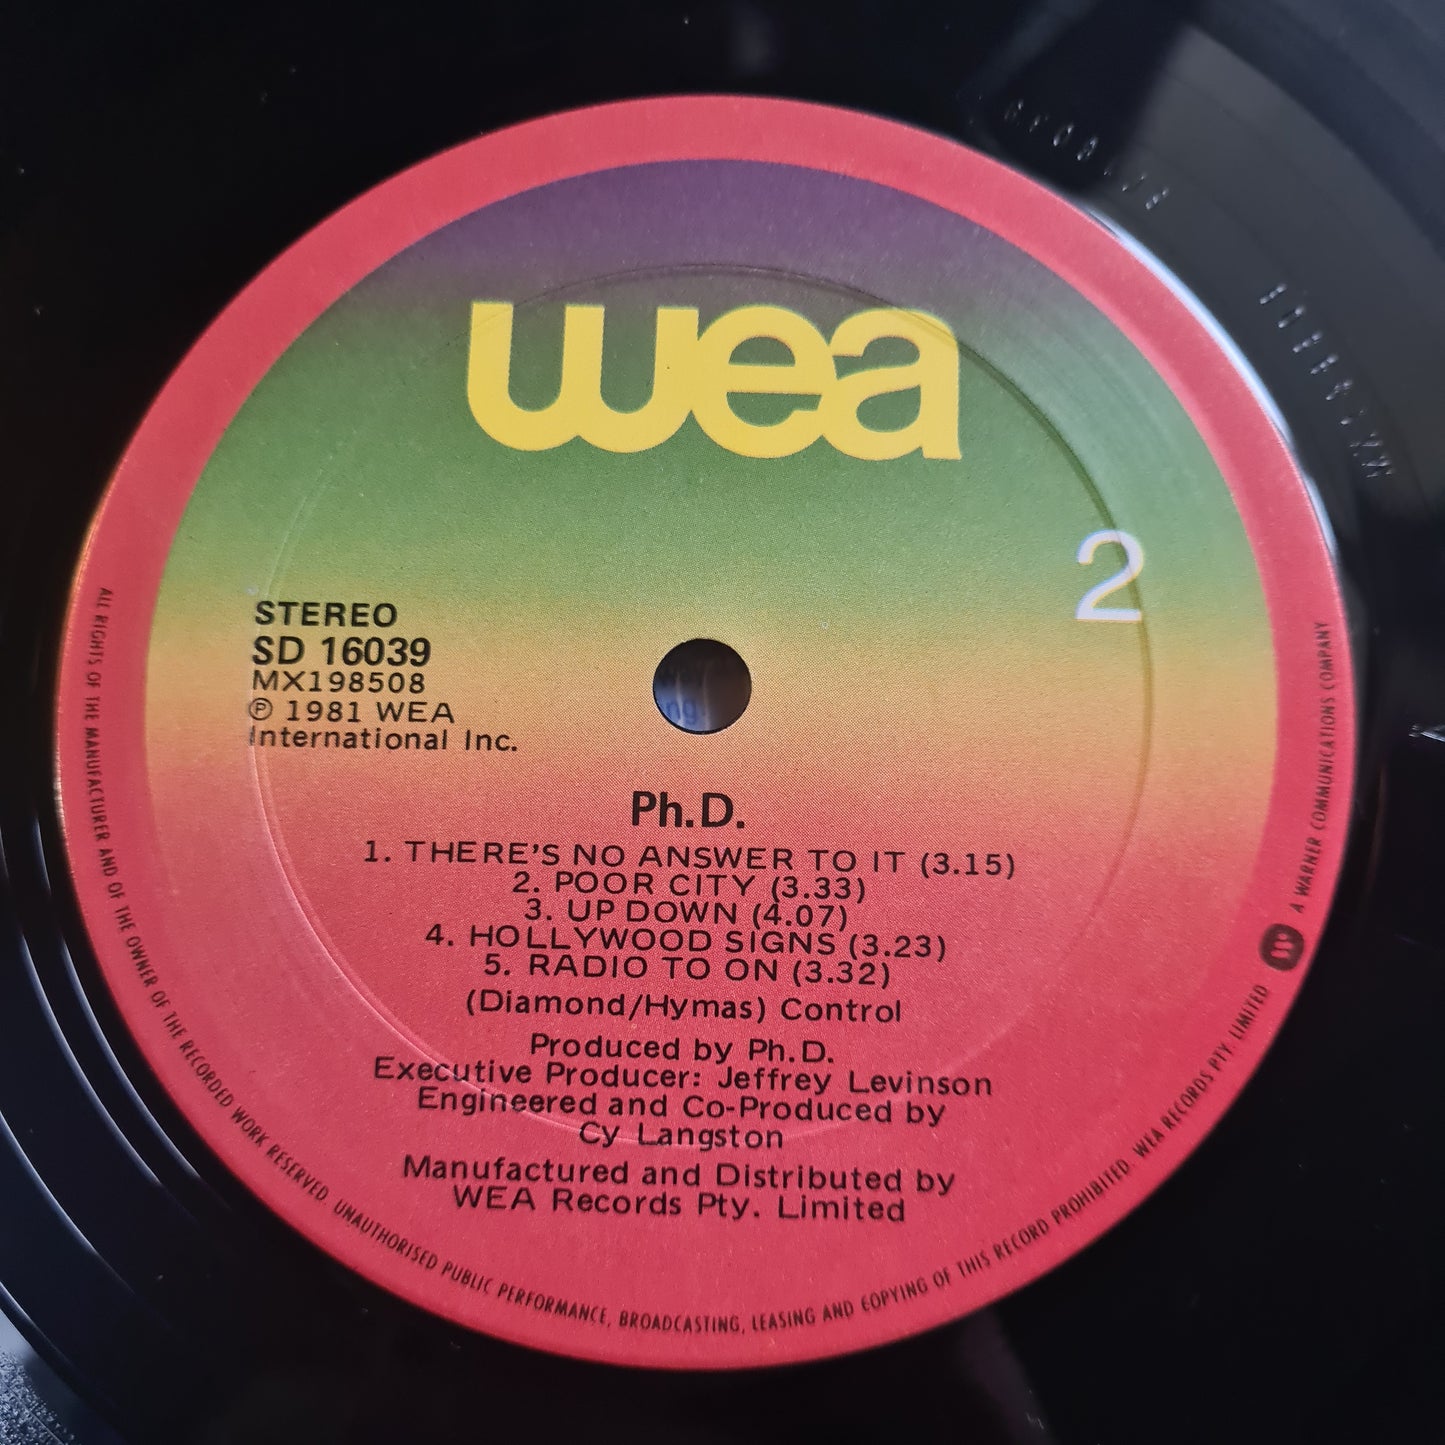 wea
2
STEREO
SD 16039
MX198508
℗ 1981 WEA
International Inc.
Ph.D.
1. THERE'S NO ANSWER TO IT (3.15)
2. POOR CITY (3.33)
3. UP DOWN (4.07)
4. HOLLYWOOD SIGNS (3.23)
5. RADIO TO ON (3.32)
(Diamond/Hymas) Control
Produced by Ph.D.
Executive Producer: Jeffrey Levinson
Engineered and Co-Produced by
Cy Langston
Manufactured and Distributed by
WEA Records Pty. Limited
ALL RIGHTS OF THE MANUFACTURER AND OF THE OWNER OF THE RECORDED WORK RESERVED. UNAUTHORISED PUBLIC PERFORMANCE, BROADCASTING, LEASING AND COPYING OF THIS RECORD PROHIBITED. WEA RECORDS PTY. LIMITED A WARNER COMMUNICATIONS COMPANY